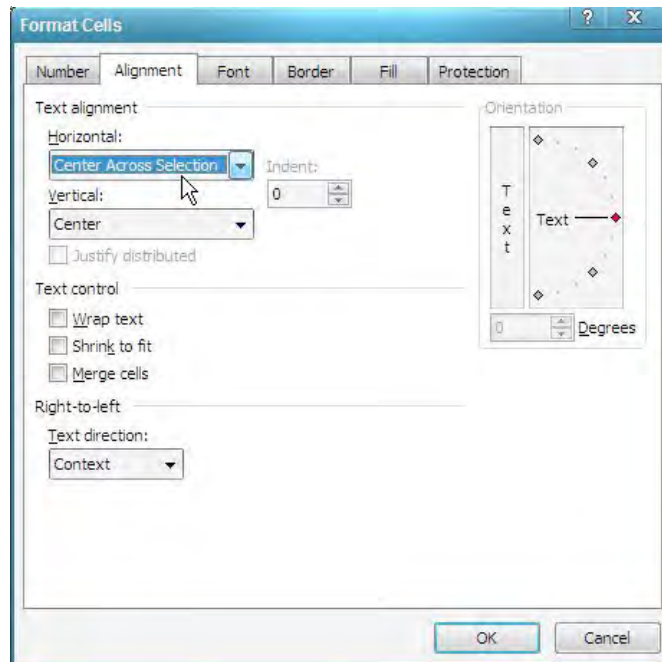 Format Cells ? X
Number Alignment Font Border Fill Protection
Text alignment
Horizontal:
Center Across Selection
Indent:
0
Vertical:
Center
Justify distributed
Text control
Wrap text
Shrink to fit
Merge cells
Right-to-left
Text direction:
Context
Orientation
Text
Text
0 Degrees
OK Cancel